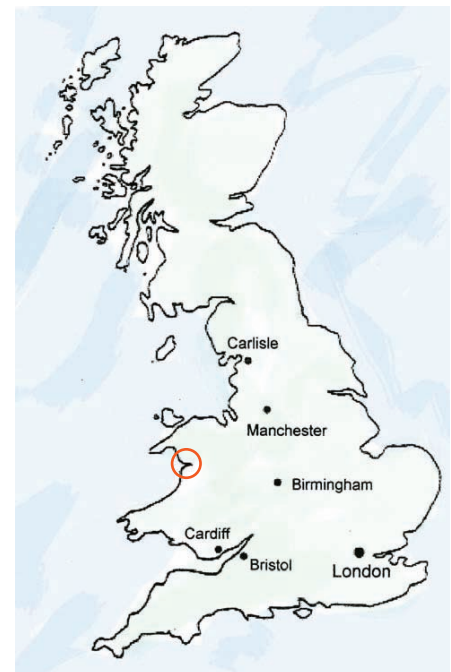 Carlisle
Manchester
Birmingham
Cardiff
Bristol
London